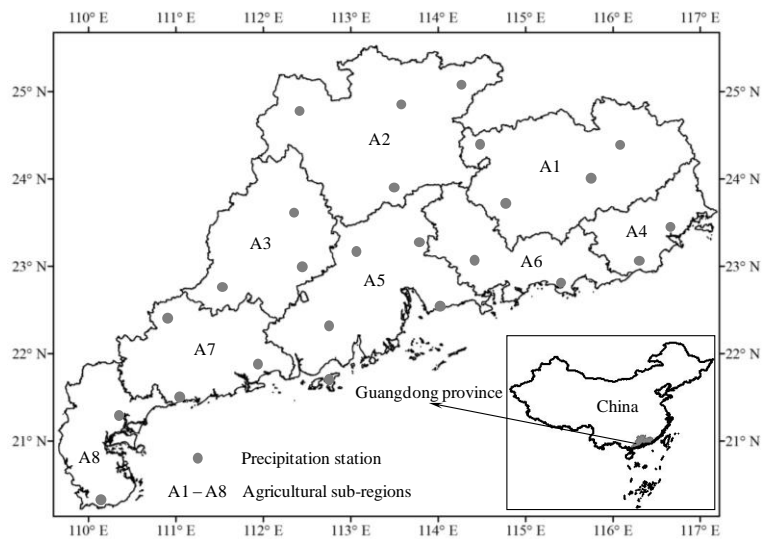 110° E 111° E 112° E 113° E 114° E 115° E 116° E 117° E
25° N 25° N
A2
A1
24° N 24° N
A3
A4
A6
A5
23° N 23° N
A7
22° N 22° N
Guangdong province
China
21° N 21° N
A8
Precipitation station
A1 – A8 Agricultural sub-regions
110° E 111° E 112° E 113° E 114° E 115° E 116° E 117° E